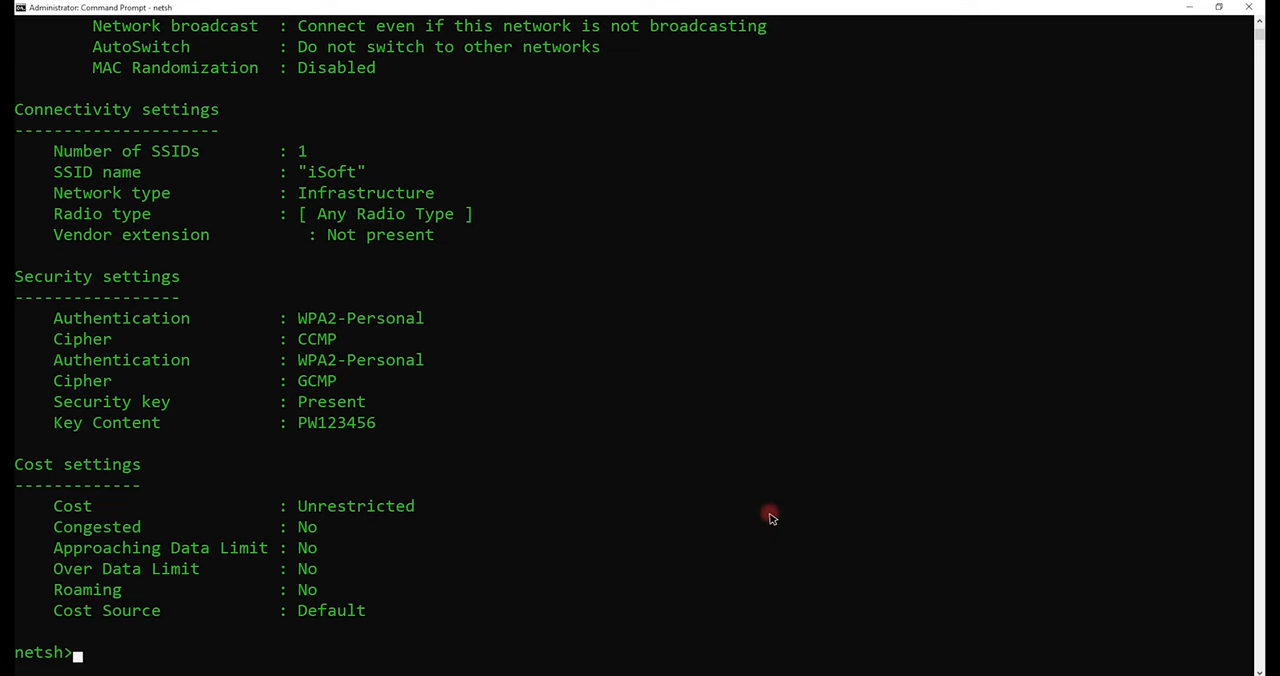 Administrator: Command Prompt - netsh
Network broadcast : Connect even if this network is not broadcasting
AutoSwitch : Do not switch to other networks
MAC Randomization : Disabled
Connectivity settings
---------------------
Number of SSIDs : 1
SSID name : "iSoft"
Network type : Infrastructure
Radio type : [ Any Radio Type ]
Vendor extension : Not present
Security settings
-----------------
Authentication : WPA2-Personal
Cipher : CCMP
Authentication : WPA2-Personal
Cipher : GCMP
Security key : Present
Key Content : PW123456
Cost settings
-------------
Cost : Unrestricted
Congested : No
Approaching Data Limit : No
Over Data Limit : No
Roaming : No
Cost Source : Default
netsh>